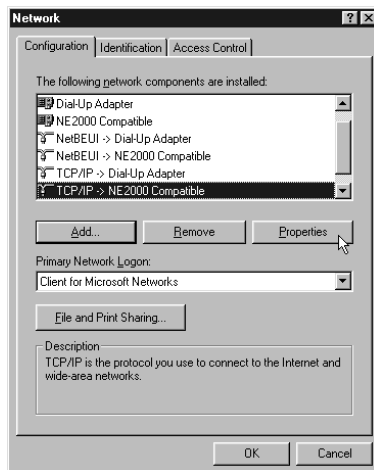 Network
Configuration Identification Access Control
The following network components are installed:
Dial-Up Adapter
NE2000 Compatible
NetBEUI -> Dial-Up Adapter
NetBEUI -> NE2000 Compatible
TCP/IP -> Dial-Up Adapter
TCP/IP -> NE2000 Compatible
Add... Remove Properties
Primary Network Logon:
Client for Microsoft Networks
File and Print Sharing...
Description
TCP/IP is the protocol you use to connect to the Internet and
wide-area networks.
OK Cancel